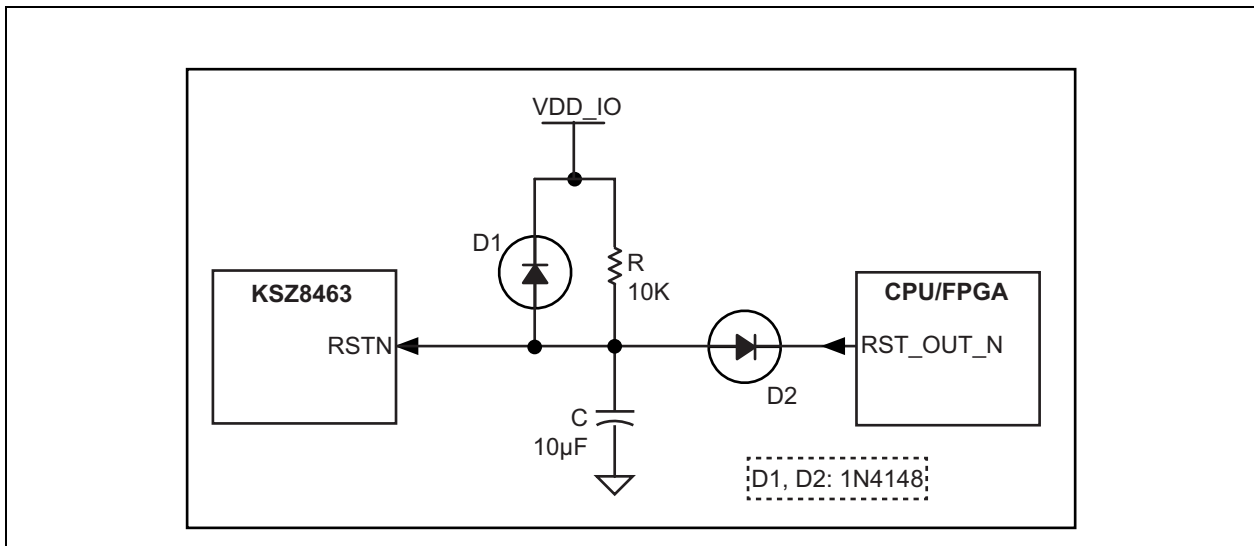 VDD_IO
D1
R
10K
KSZ8463
CPU/FPGA
RSTN
RST_OUT_N
D2
C
10µF
D1, D2: 1N4148